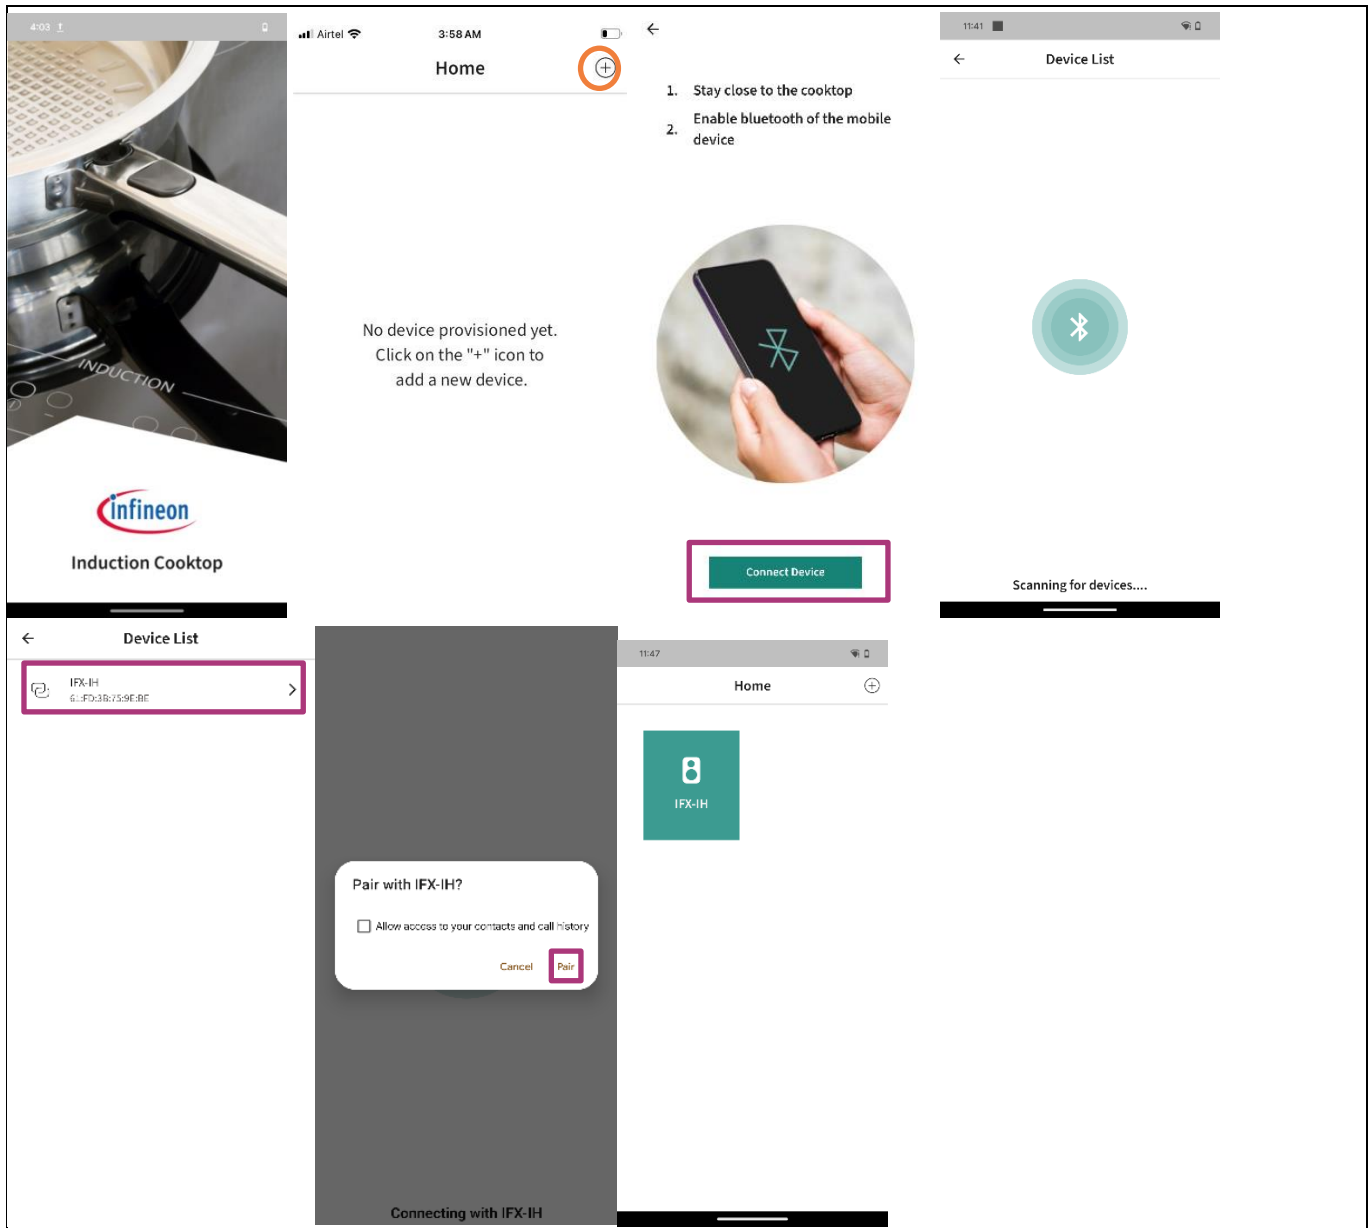 4:03
INDUCTION
infineon
Induction Cooktop
Airtel
3:58 AM
Home
No device provisioned yet.
Click on the "+" icon to
add a new device.
1. Stay close to the cooktop
2. Enable bluetooth of the mobile
device
Connect Device
11:41
Device List
Scanning for devices....
Device List
IFX-IH
Pair with IFX-IH?
Allow access to your contacts and call history
Cancel Pair
Connecting with IFX-IH
11:47
Home
IFX-IH